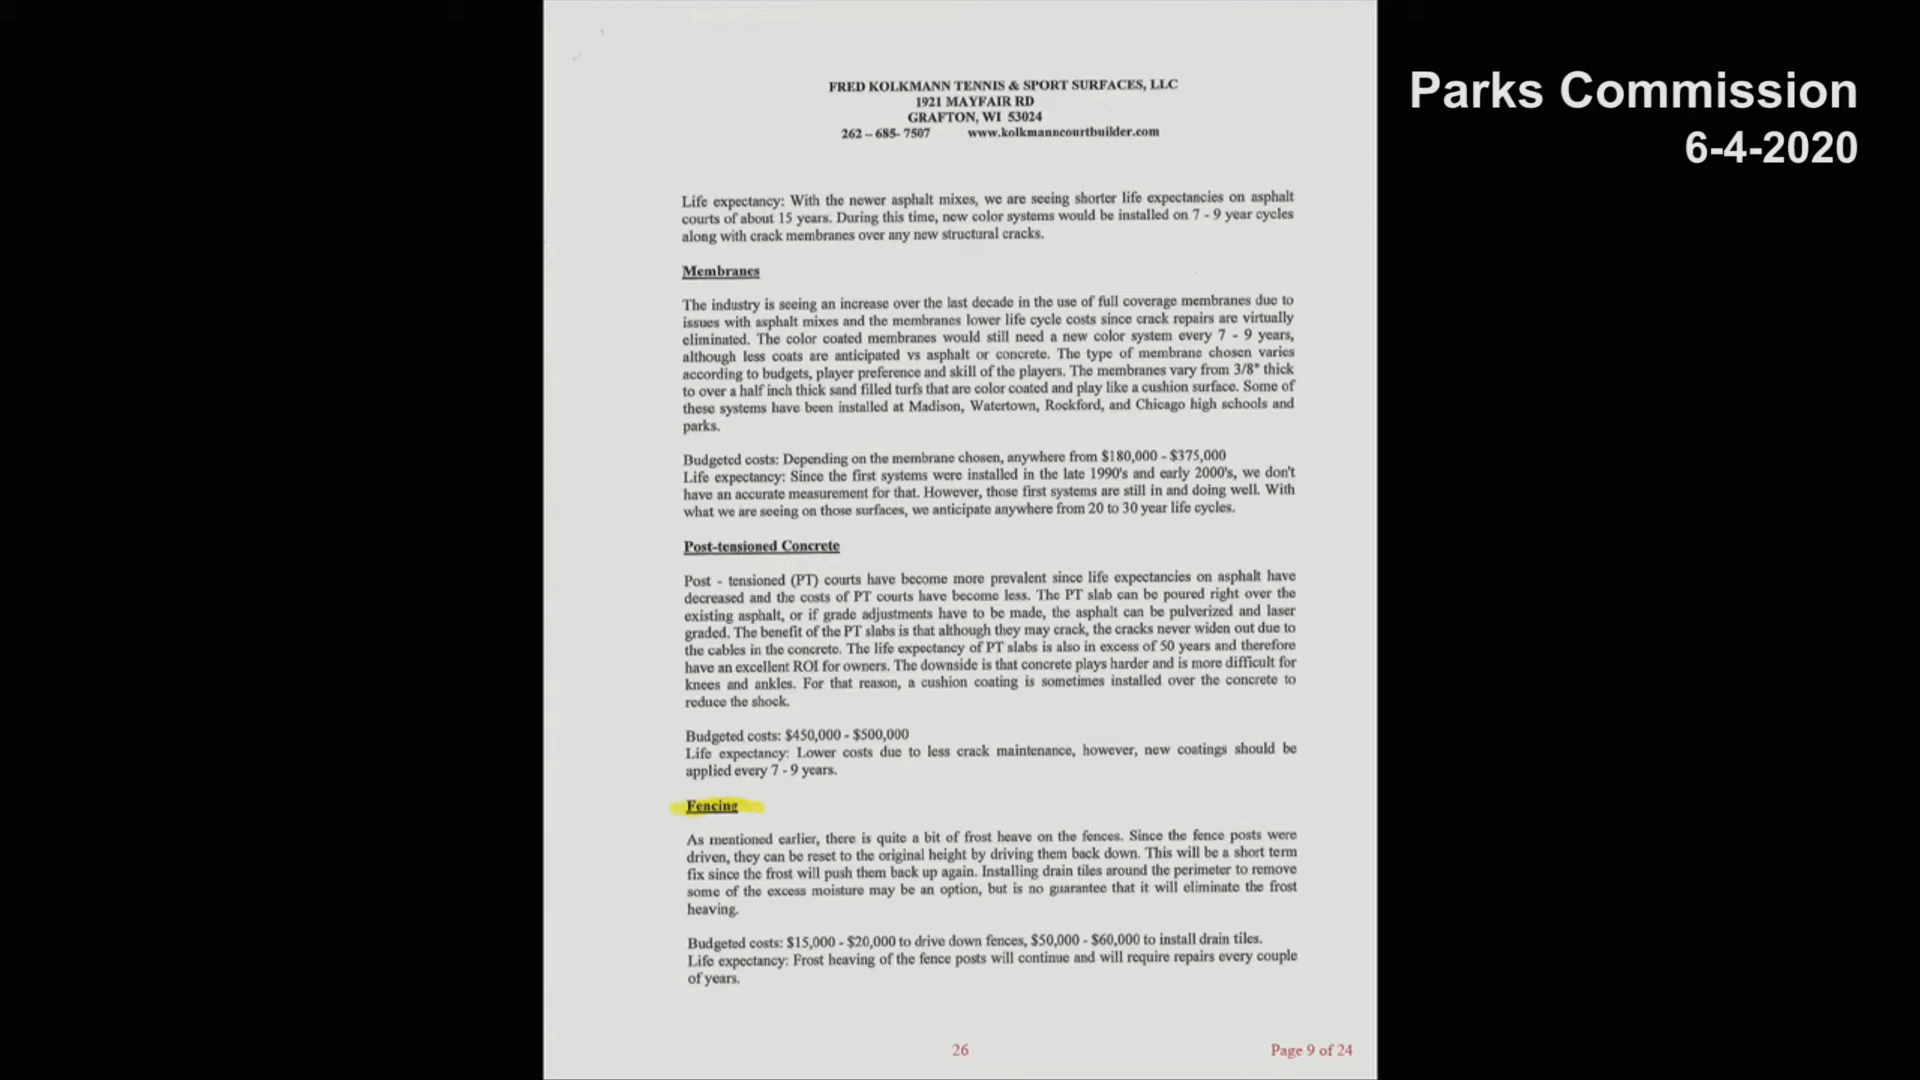 FRED KOLKMANN TENNIS & SPORT SURFACES, LLC
1921 MAYFAIR RD
GRAFTON, WI 53024
262 – 685- 7507 www.kolkmanncourtbuilder.com
Parks Commission
6-4-2020
Life expectancy: With the newer asphalt mixes, we are seeing shorter life expectancies on asphalt
courts of about 15 years. During this time, new color systems would be installed on 7 - 9 year cycles
along with crack membranes over any new structural cracks.
Membranes
The industry is seeing an increase over the last decade in the use of full coverage membranes due to
issues with asphalt mixes and the membranes lower life cycle costs since crack repairs are virtually
eliminated. The color coated membranes would still need a new color system every 7 - 9 years,
although less coats are anticipated vs asphalt or concrete. The type of membrane chosen varies
according to budgets, player preference and skill of the players. The membranes vary from 3/8" thick
to over a half inch thick sand filled turfs that are color coated and play like a cushion surface. Some of
these systems have been installed at Madison, Watertown, Rockford, and Chicago high schools and
parks.
Budgeted costs: Depending on the membrane chosen, anywhere from $180,000 - $375,000
Life expectancy: Since the first systems were installed in the late 1990's and early 2000's, we don't
have an accurate measurement for that. However, those first systems are still in and doing well. With
what we are seeing on those surfaces, we anticipate anywhere from 20 to 30 year life cycles.
Post-tensioned Concrete
Post - tensioned (PT) courts have become more prevalent since life expectancies on asphalt have
decreased and the costs of PT courts have become less. The PT slab can be poured right over the
existing asphalt, or if grade adjustments have to be made, the asphalt can be pulverized and laser
graded. The benefit of the PT slabs is that although they may crack, the cracks never widen out due to
the cables in the concrete. The life expectancy of PT slabs is also in excess of 50 years and therefore
have an excellent ROI for owners. The downside is that concrete plays harder and is more difficult for
knees and ankles. For that reason, a cushion coating is sometimes installed over the concrete to
reduce the shock.
Budgeted costs: $450,000 - $500,000
Life expectancy: Lower costs due to less crack maintenance, however, new coatings should be
applied every 7 - 9 years.
Fencing
As mentioned earlier, there is quite a bit of frost heave on the fences. Since the fence posts were
driven, they can be reset to the original height by driving them back down. This will be a short term
fix since the frost will push them back up again. Installing drain tiles around the perimeter to remove
some of the excess moisture may be an option, but is no guarantee that it will eliminate the frost
heaving.
Budgeted costs: $15,000 - $20,000 to drive down fences, $50,000 - $60,000 to install drain tiles.
Life expectancy: Frost heaving of the fence posts will continue and will require repairs every couple
of years.
26
Page 9 of 24